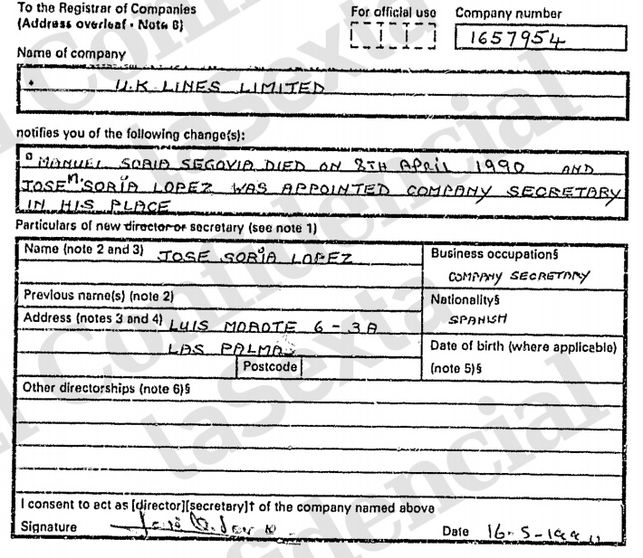 To the Registrar of Companies
(Address overleaf - Note 8)
For official use
Company number
1657954
Name of company
* U.K LINES LIMITED
notifies you of the following change(s):
MANUEL SORIA SEGOVIA DIED ON 8TH APRIL 1990 AND
JOSE M. SORIA LOPEZ WAS APPOINTED COMPANY SECRETARY
IN HIS PLACE
Particulars of new director or secretary (see note 1)
Name (note 2 and 3) JOSE SORIA LOPEZ
Business occupation§
COMPANY SECRETARY
Previous name(s) (note 2)
Nationality§
SPANISH
Address (notes 3 and 4) LUIS MOROTE 6 - 3A
LAS PALMAS
Postcode
Date of birth (where applicable)
(note 5)§
Other directorships (note 6)§
I consent to act as [director][secretary]† of the company named above
Signature
Date 16-5-199
El Confidencial
laSexta